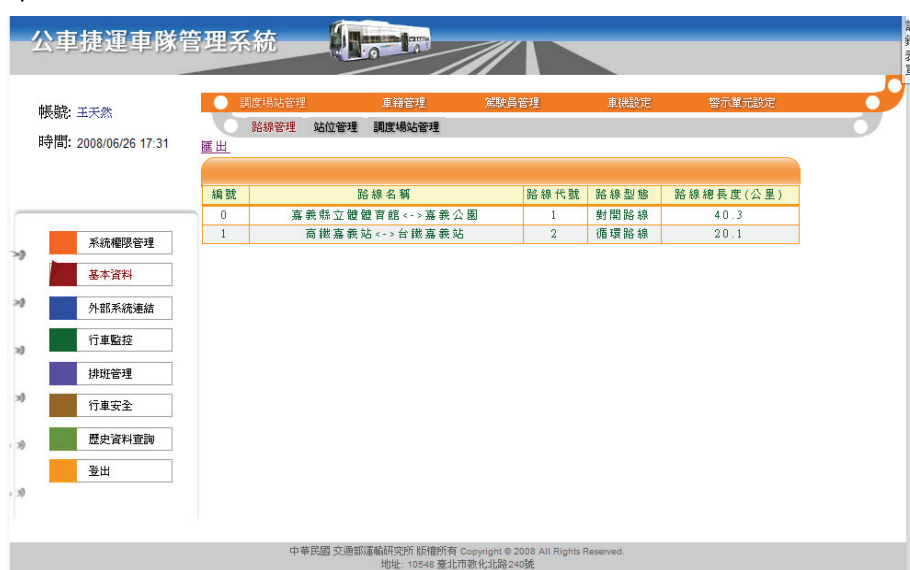 公車捷運車隊管理系統
帳號: 王天然
時間: 2008/06/26 17:31
調度場站管理 車籍管理 駕駛員管理 車機設定 警示單元設定
路線管理 站位管理 調度場站管理
匯出
編號 路線名稱 路線代號 路線型態 路線總長度(公里)
0 嘉義縣立體體育館<->嘉義公園 1 對開路線 40.3
1 高鐵嘉義站<->台鐵嘉義站 2 循環路線 20.1
系統權限管理
基本資料
外部系統連結
行車監控
排班管理
行車安全
歷史資料查詢
登出
中華民國 交通部運輸研究所 版權所有 Copyright © 2008 All Rights Reserved.
地址: 10548 臺北市敦化北路240號